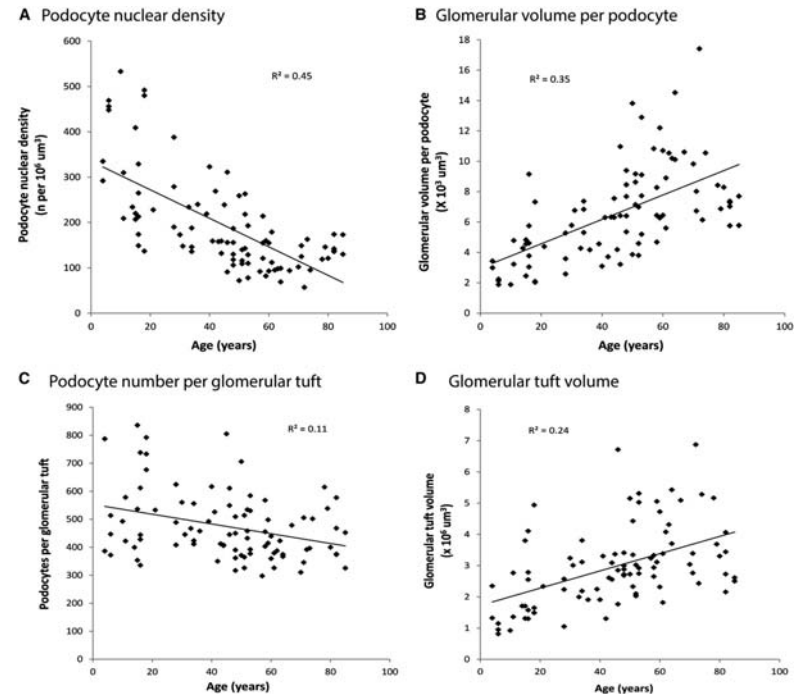 A Podocyte nuclear density
R² = 0.45
Podocyte nuclear density
(n per 10⁶ um³)
600
500
400
300
200
100
0
0 20 40 60 80 100
Age (years)
B Glomerular volume per podocyte
R² = 0.35
Glomerular volume per podocyte
(X 10³ um³)
18
16
14
12
10
8
6
4
2
0
0 20 40 60 80 100
Age (years)
C Podocyte number per glomerular tuft
R² = 0.11
Podocytes per glomerular tuft
900
800
700
600
500
400
300
200
100
0
0 20 40 60 80 100
Age (years)
D Glomerular tuft volume
R² = 0.24
Glomerular tuft volume
(x 10⁶ um³)
8
7
6
5
4
3
2
1
0
0 20 40 60 80 100
Age (years)